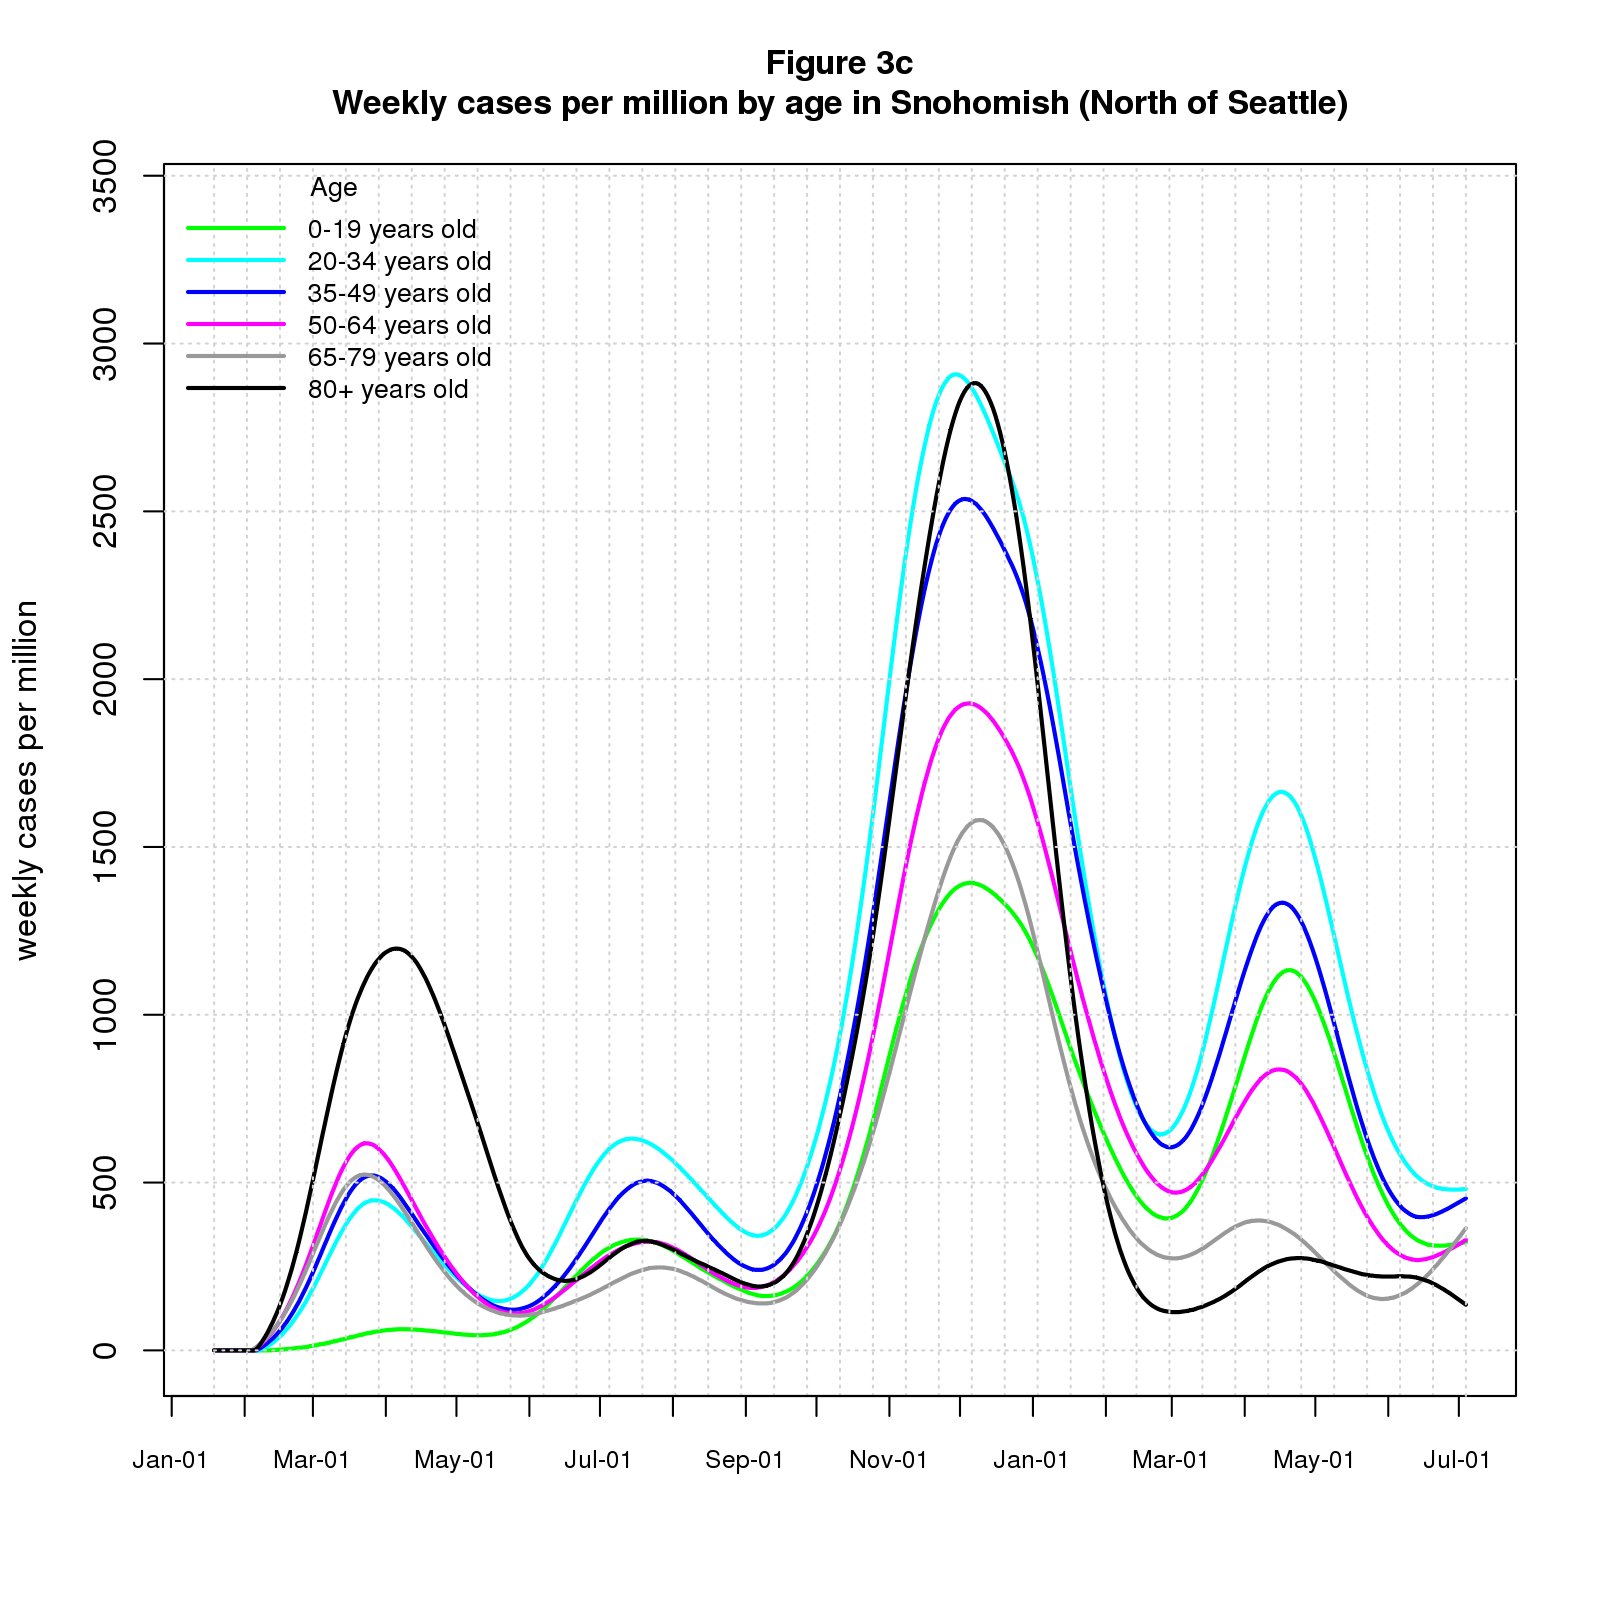 Figure 3c
Weekly cases per million by age in Snohomish (North of Seattle)
Age
0-19 years old
20-34 years old
35-49 years old
50-64 years old
65-79 years old
80+ years old
weekly cases per million
3500
3000
2500
2000
1500
1000
500
0
Jan-01 Mar-01 May-01 Jul-01 Sep-01 Nov-01 Jan-01 Mar-01 May-01 Jul-01